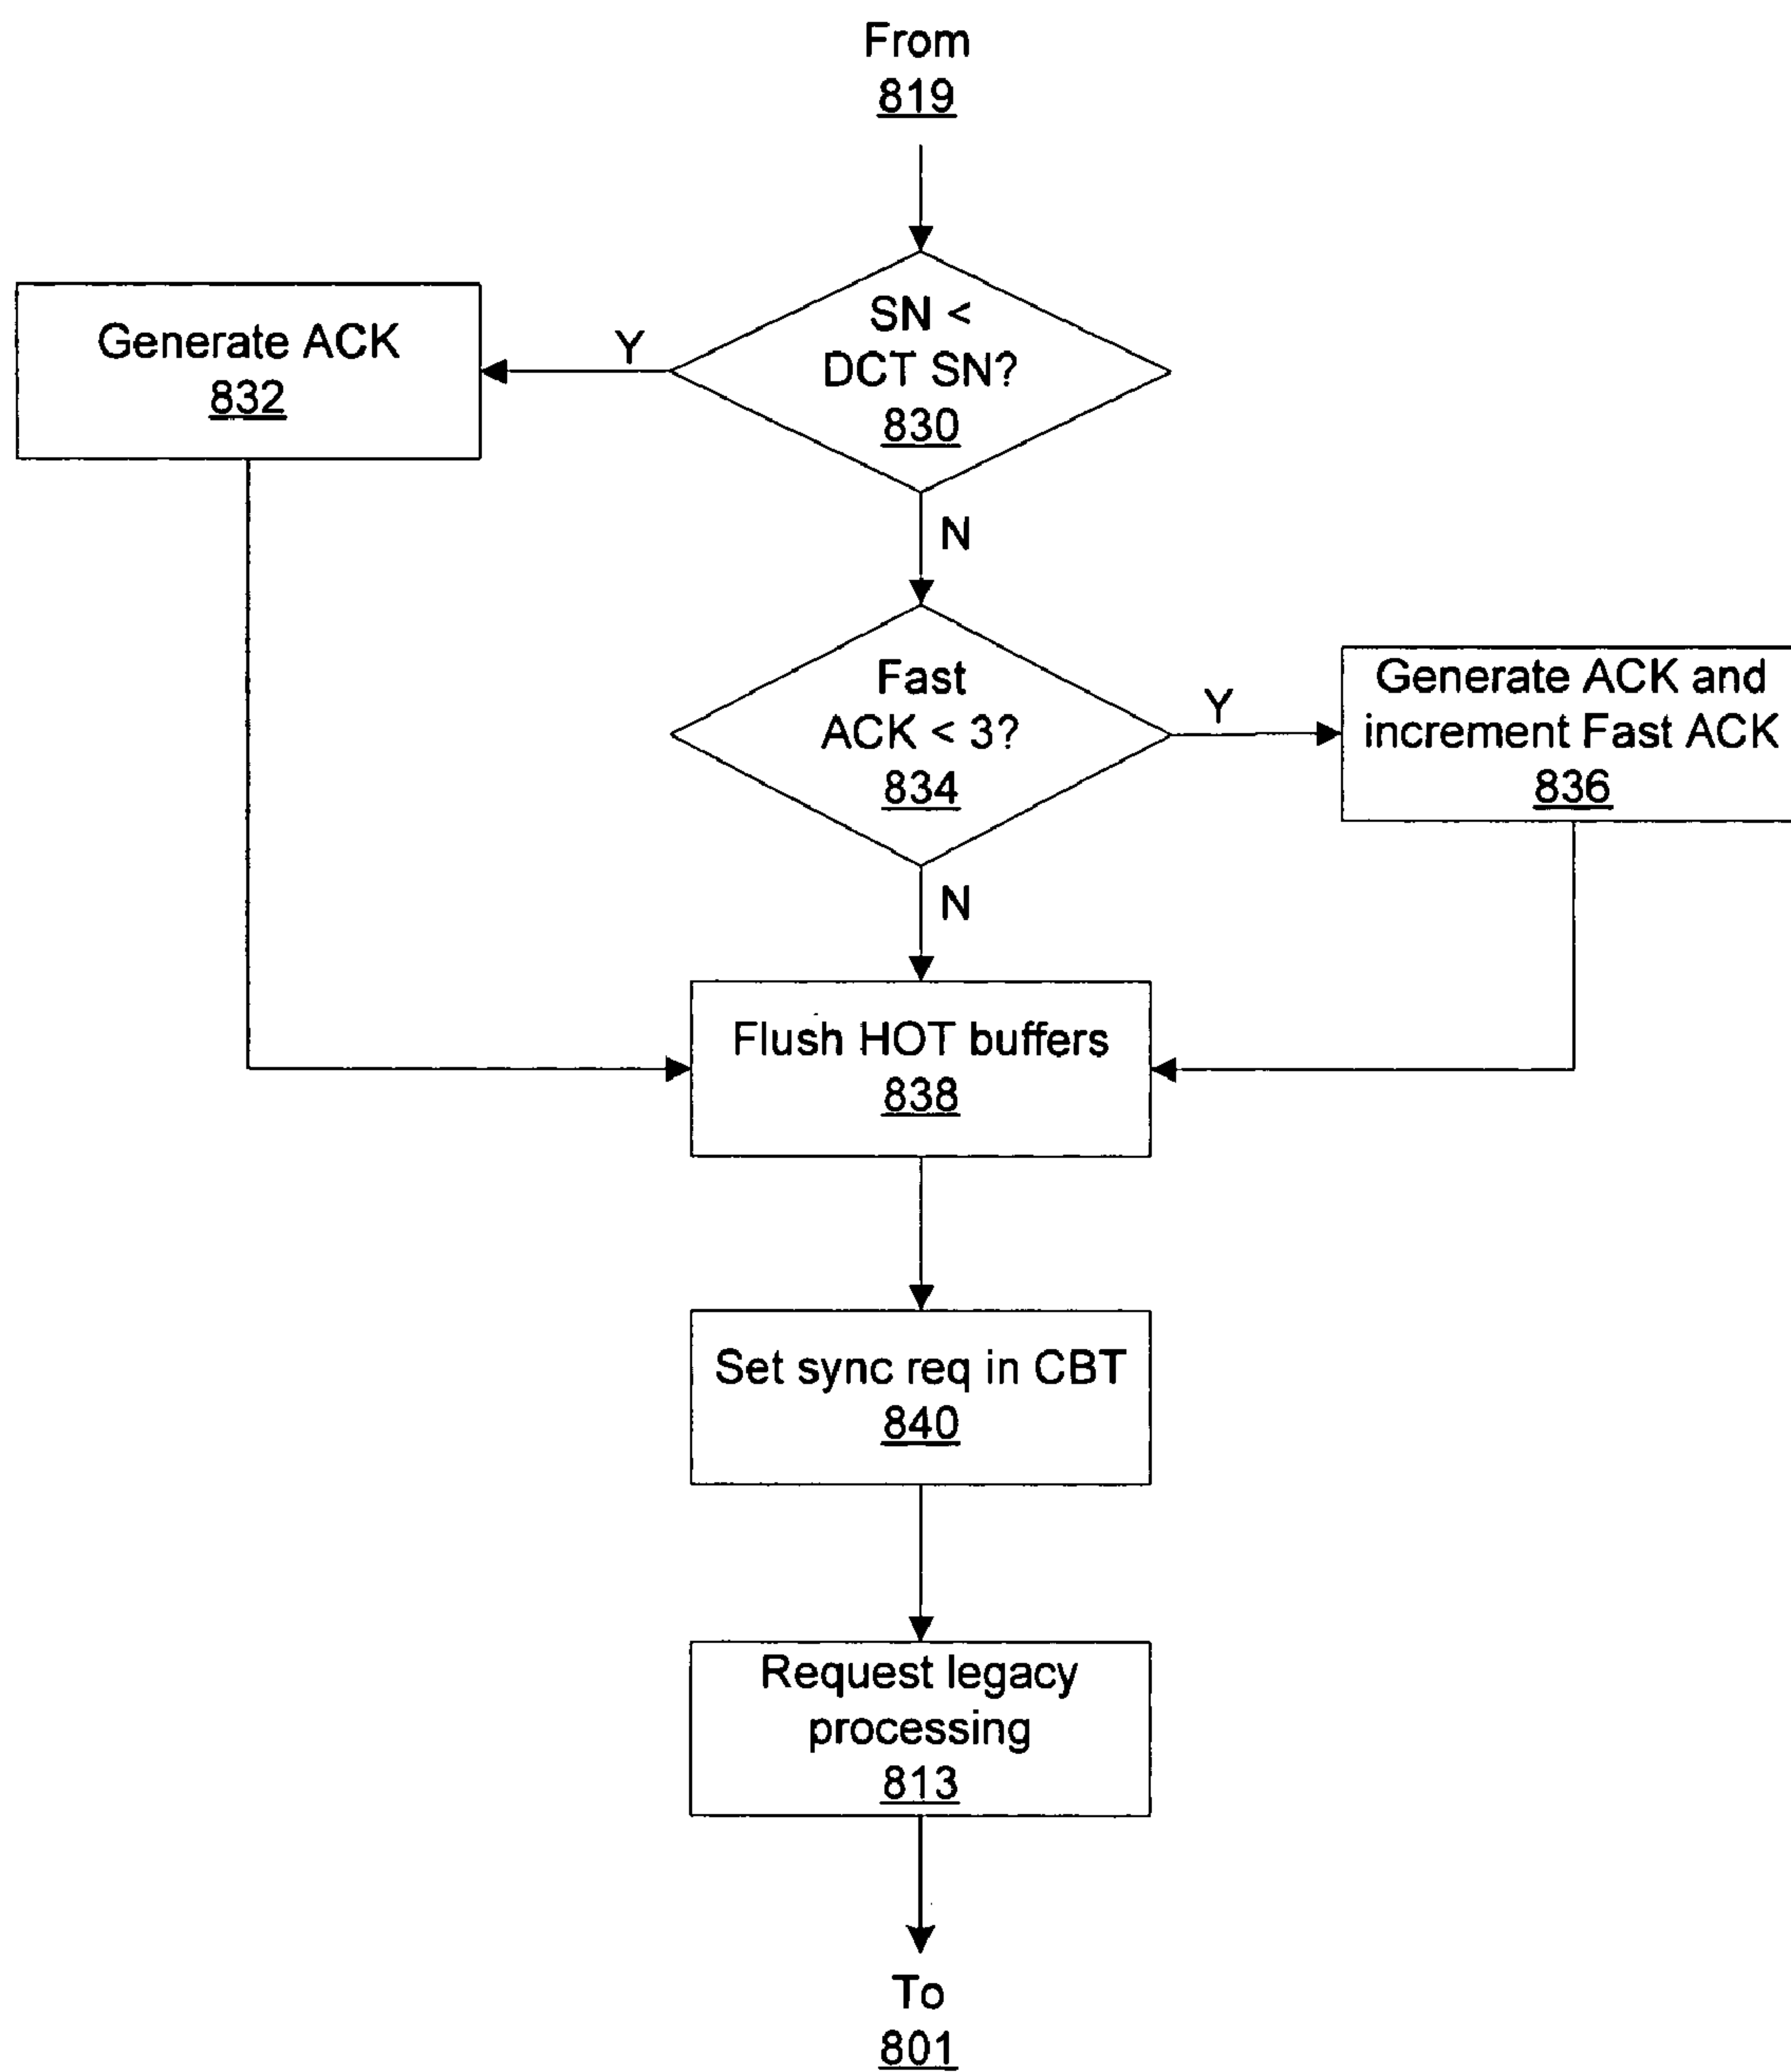 From
819
SN <
DCT SN?
830
Y
Generate ACK
832
N
Fast
ACK < 3?
834
Y
Generate ACK and
increment Fast ACK
836
N
Flush HOT buffers
838
Set sync req in CBT
840
Request legacy
processing
813
To
801